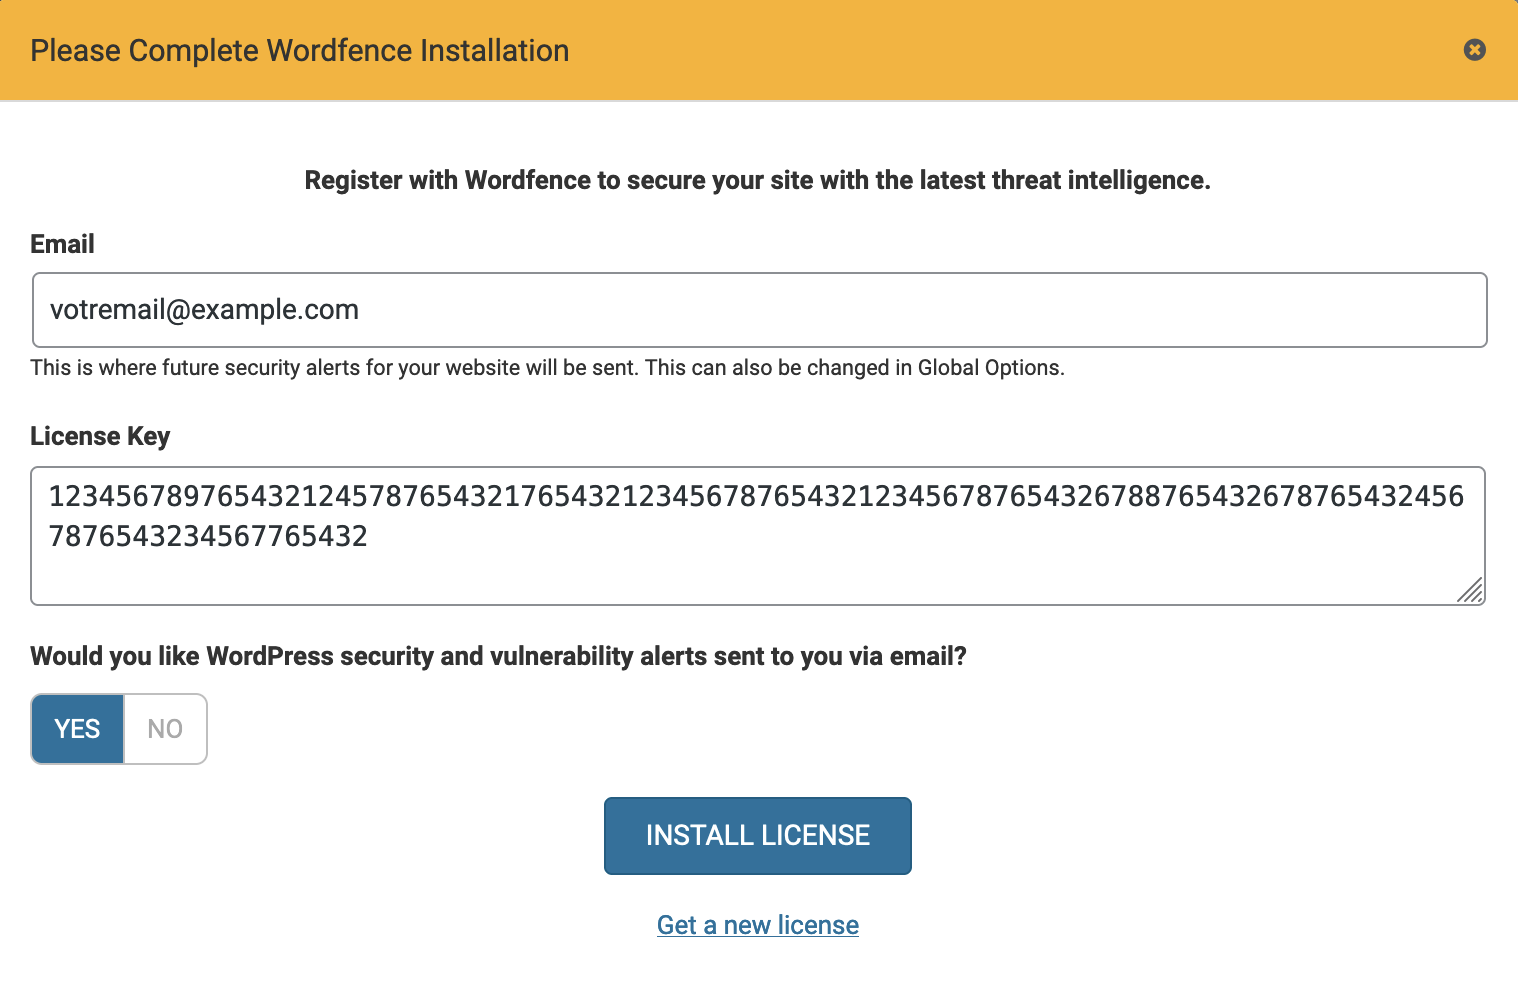 Please Complete Wordfence Installation
Register with Wordfence to secure your site with the latest threat intelligence.
Email
votremail@example.com
This is where future security alerts for your website will be sent. This can also be changed in Global Options.
License Key
123456789765432124578765432176543212345678765432123456787654326788765432678765432456
7876543234567765432
Would you like WordPress security and vulnerability alerts sent to you via email?
YES NO
INSTALL LICENSE
Get a new license